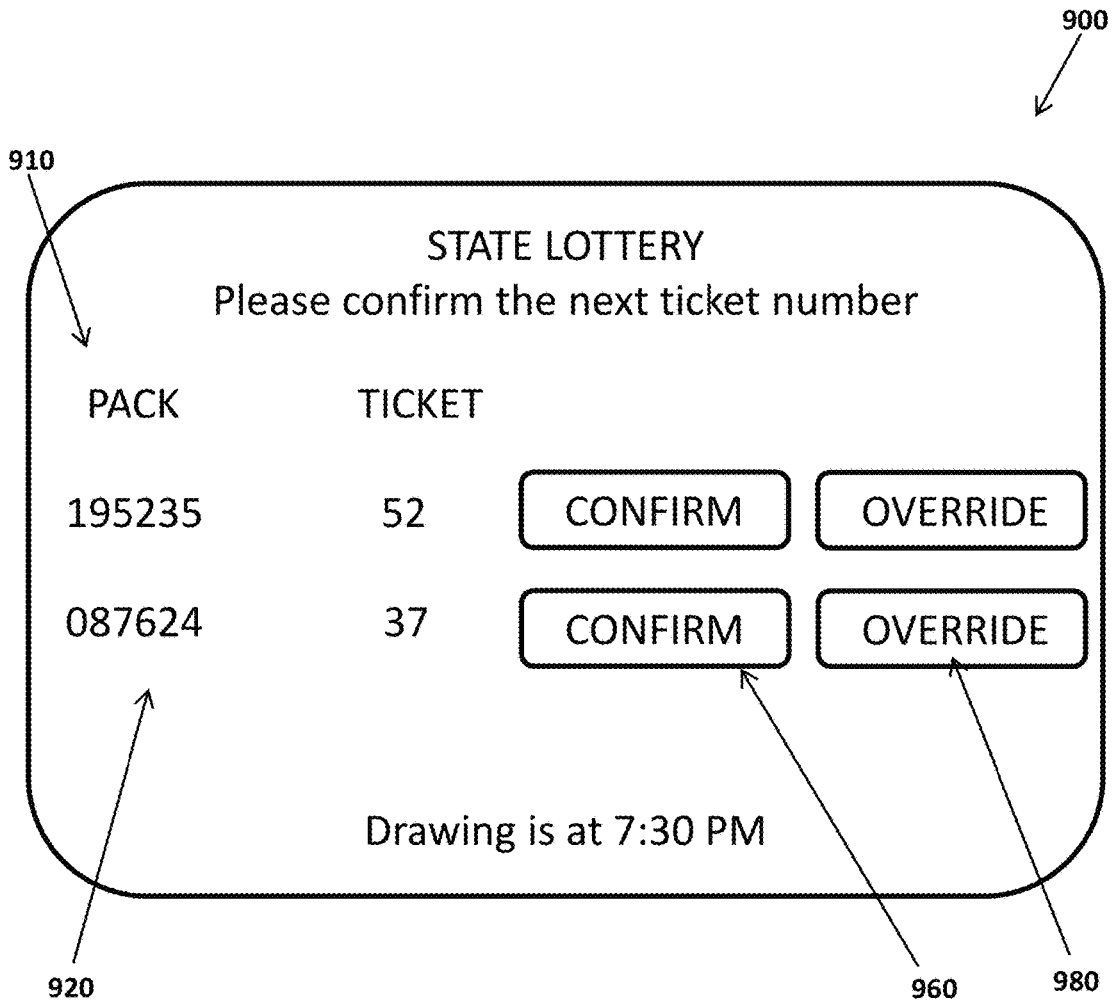 900
910
STATE LOTTERY
Please confirm the next ticket number
PACK TICKET
195235 52 CONFIRM OVERRIDE
087624 37 CONFIRM OVERRIDE
Drawing is at 7:30 PM
920 960 980